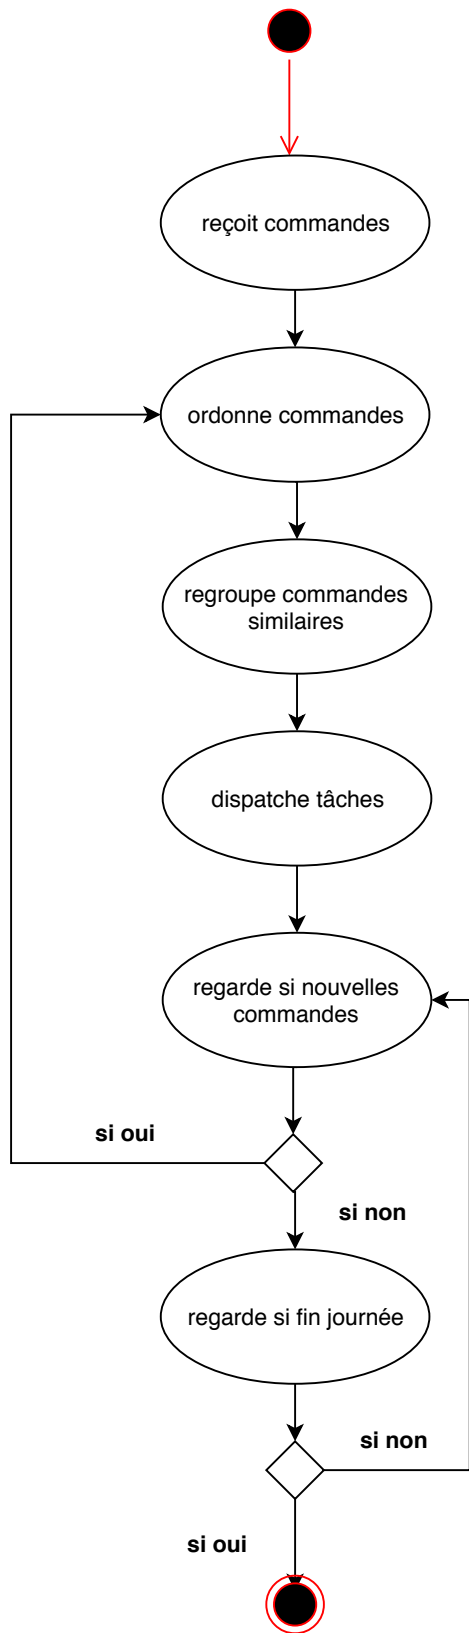 reçoit commandes
ordonne commandes
regroupe commandes
similaires
dispatche tâches
regarde si nouvelles
commandes
si oui
si non
regarde si fin journée
si non
si oui